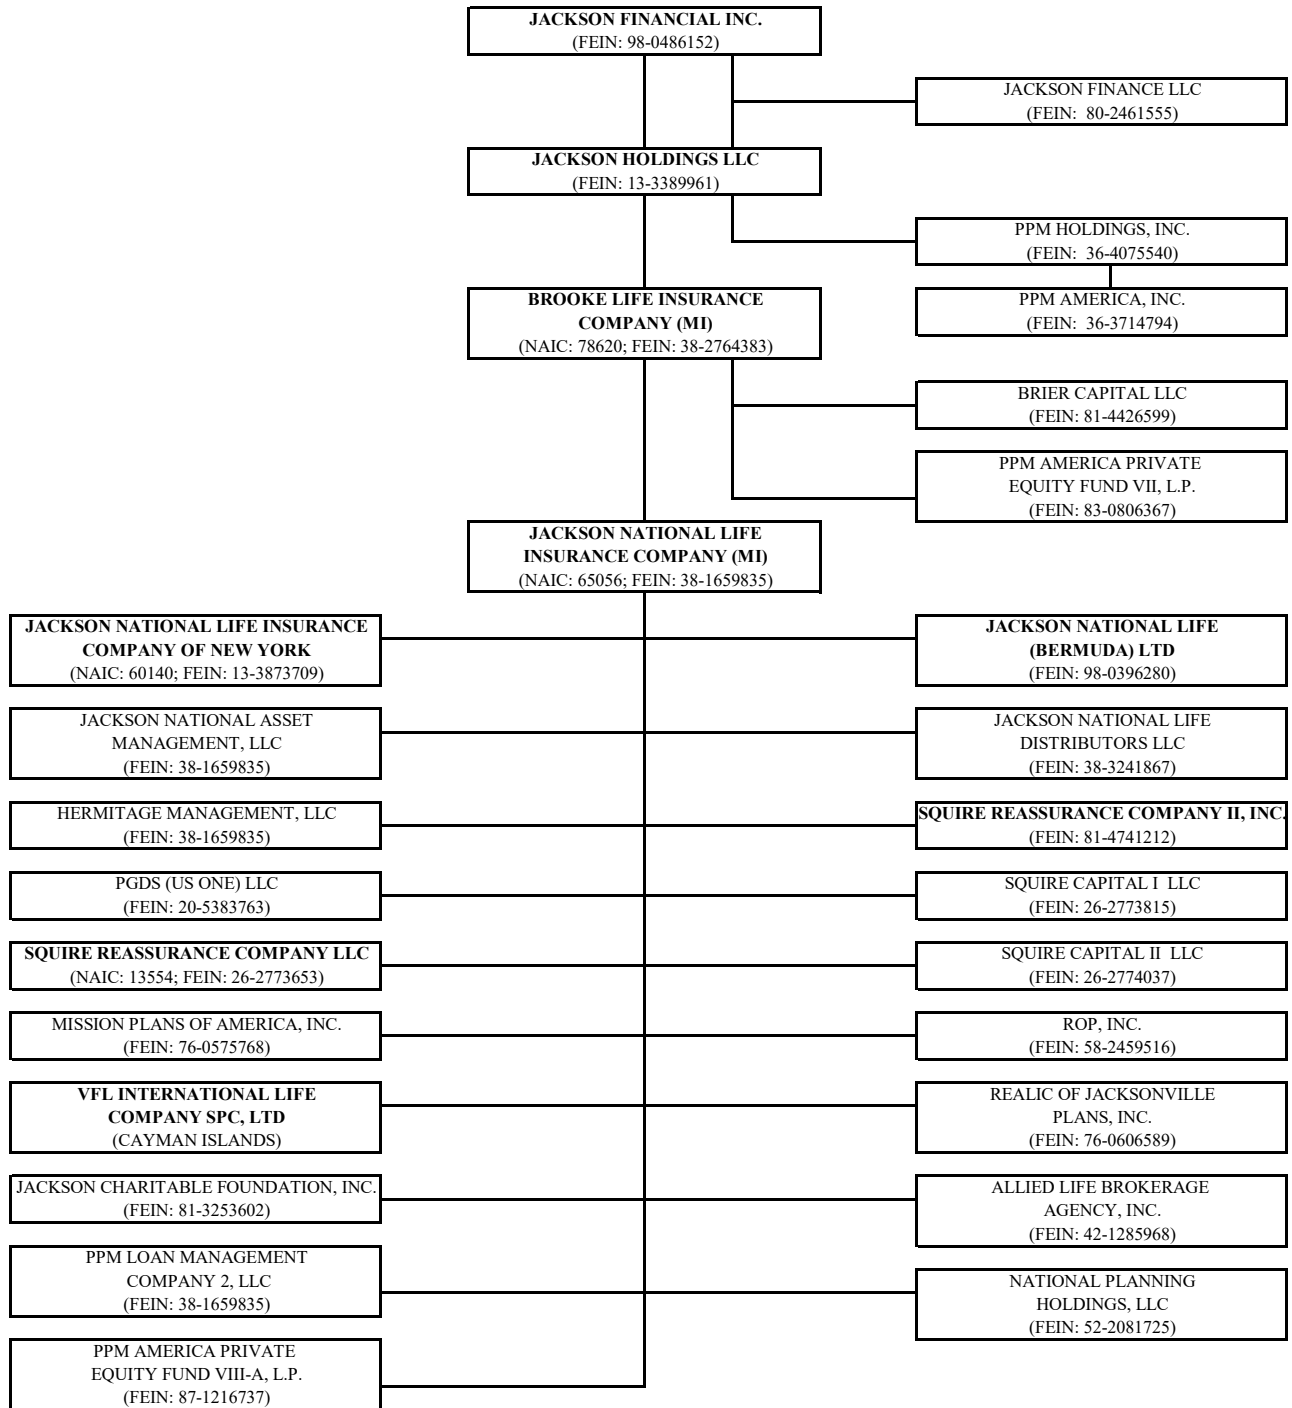 JACKSON FINANCIAL INC.
(FEIN: 98-0486152)
JACKSON FINANCE LLC
(FEIN:  80-2461555)
JACKSON HOLDINGS LLC
(FEIN: 13-3389961)
PPM HOLDINGS, INC.
(FEIN:  36-4075540)
BROOKE LIFE INSURANCE
COMPANY (MI)
(NAIC: 78620; FEIN: 38-2764383)
PPM AMERICA, INC.
(FEIN:  36-3714794)
BRIER CAPITAL LLC
(FEIN: 81-4426599)
PPM AMERICA PRIVATE
EQUITY FUND VII, L.P.
(FEIN: 83-0806367)
JACKSON NATIONAL LIFE
INSURANCE COMPANY (MI)
(NAIC: 65056; FEIN: 38-1659835)
JACKSON NATIONAL LIFE INSURANCE
COMPANY OF NEW YORK
(NAIC: 60140; FEIN: 13-3873709)
JACKSON NATIONAL LIFE
(BERMUDA) LTD
(FEIN: 98-0396280)
JACKSON NATIONAL ASSET
MANAGEMENT, LLC
(FEIN: 38-1659835)
JACKSON NATIONAL LIFE
DISTRIBUTORS LLC
(FEIN: 38-3241867)
HERMITAGE MANAGEMENT, LLC
(FEIN: 38-1659835)
SQUIRE REASSURANCE COMPANY II, INC.
(FEIN: 81-4741212)
PGDS (US ONE) LLC
(FEIN: 20-5383763)
SQUIRE CAPITAL I  LLC
(FEIN: 26-2773815)
SQUIRE REASSURANCE COMPANY LLC
(NAIC: 13554; FEIN: 26-2773653)
SQUIRE CAPITAL II  LLC
(FEIN: 26-2774037)
MISSION PLANS OF AMERICA, INC.
(FEIN: 76-0575768)
ROP, INC.
(FEIN: 58-2459516)
VFL INTERNATIONAL LIFE
COMPANY SPC, LTD
(CAYMAN ISLANDS)
REALIC OF JACKSONVILLE
PLANS, INC.
(FEIN: 76-0606589)
JACKSON CHARITABLE FOUNDATION, INC.
(FEIN: 81-3253602)
ALLIED LIFE BROKERAGE
AGENCY, INC.
(FEIN: 42-1285968)
PPM LOAN MANAGEMENT
COMPANY 2, LLC
(FEIN: 38-1659835)
NATIONAL PLANNING
HOLDINGS, LLC
(FEIN: 52-2081725)
PPM AMERICA PRIVATE
EQUITY FUND VIII-A, L.P.
(FEIN: 87-1216737)